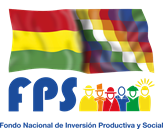 FPS
Fondo Nacional de Inversión Productiva y Social